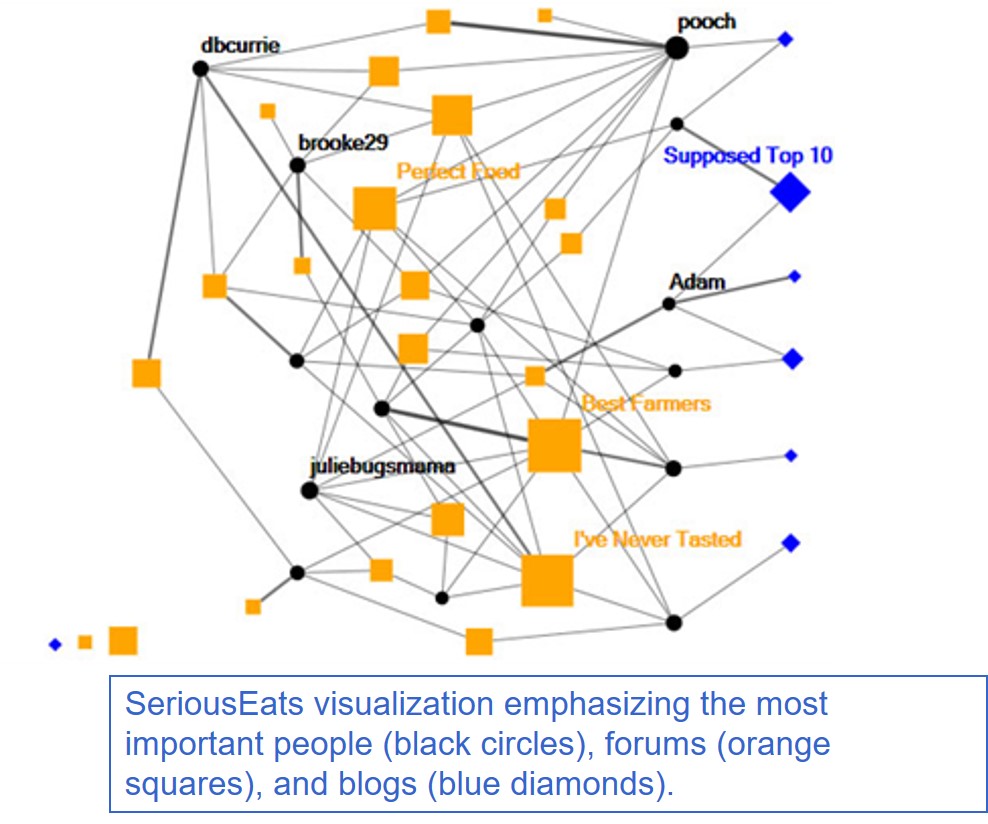 pooch
dbcurrie
brooke29
Supposed Top 10
Perfect Food
Adam
Best Farmers
juliebugsmama
I've Never Tasted
SeriousEats visualization emphasizing the most
important people (black circles), forums (orange
squares), and blogs (blue diamonds).